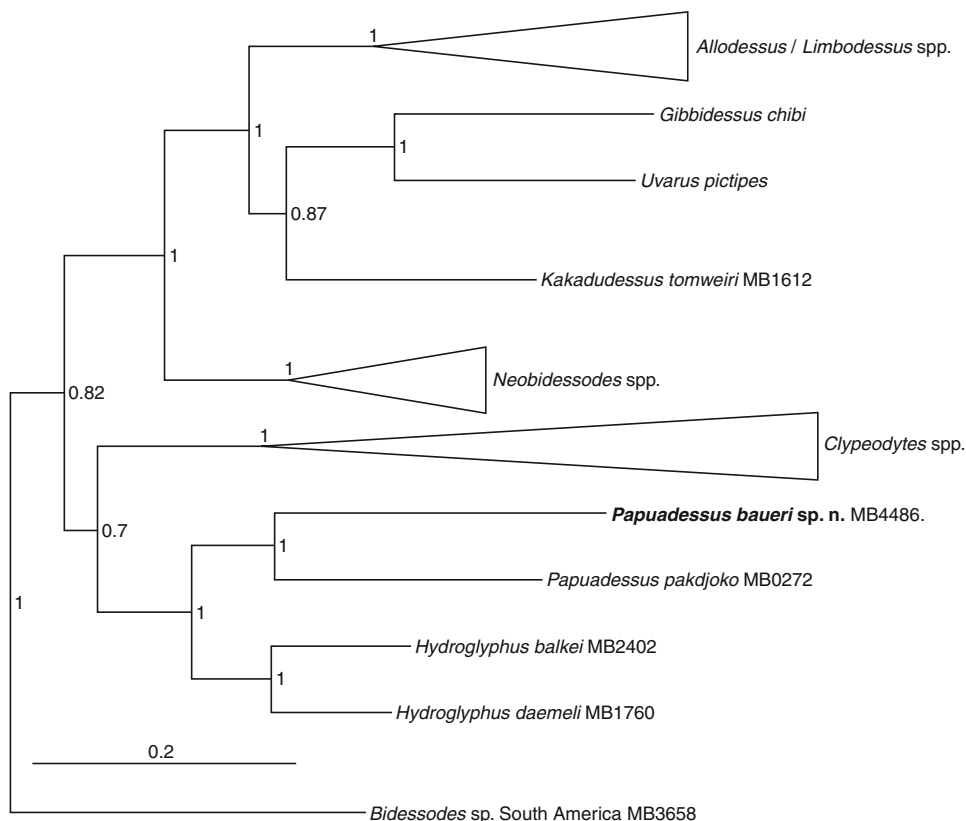 1
Allodessus / Limbodessus spp.
Gibbidessus chibi
1
1
Uvarus pictipes
0.87
1
Kakadudessus tomweiri MB1612
1
Neobidessodes spp.
0.82
1
Clypeodytes spp.
Papuadessus baueri sp. n. MB4486.
0.7
1
Papuadessus pakdjoko MB0272
1
1
Hydroglyphus balkei MB2402
1
Hydroglyphus daemeli MB1760
0.2
Bidessodes sp. South America MB3658